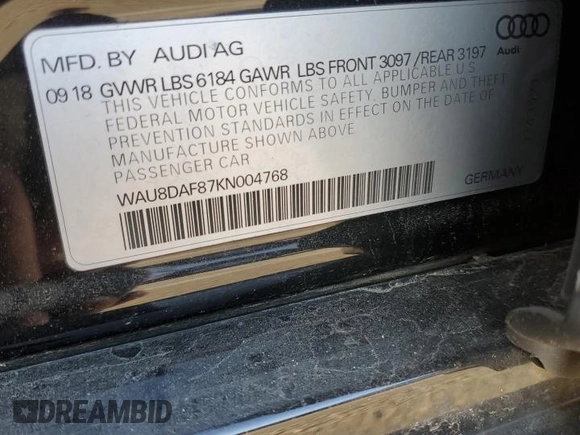 MFD. BY AUDI AG
Audi
09 18 GVWR LBS 6184 GAWR LBS FRONT 3097 /REAR 3197
THIS VEHICLE CONFORMS TO ALL APPLICABLE U.S.
FEDERAL MOTOR VEHICLE SAFETY, BUMPER AND THEFT
PREVENTION STANDARDS IN EFFECT ON THE DATE OF
MANUFACTURE SHOWN ABOVE
PASSENGER CAR
WAU8DAF87KN004768
GERMANY
DREAMBID